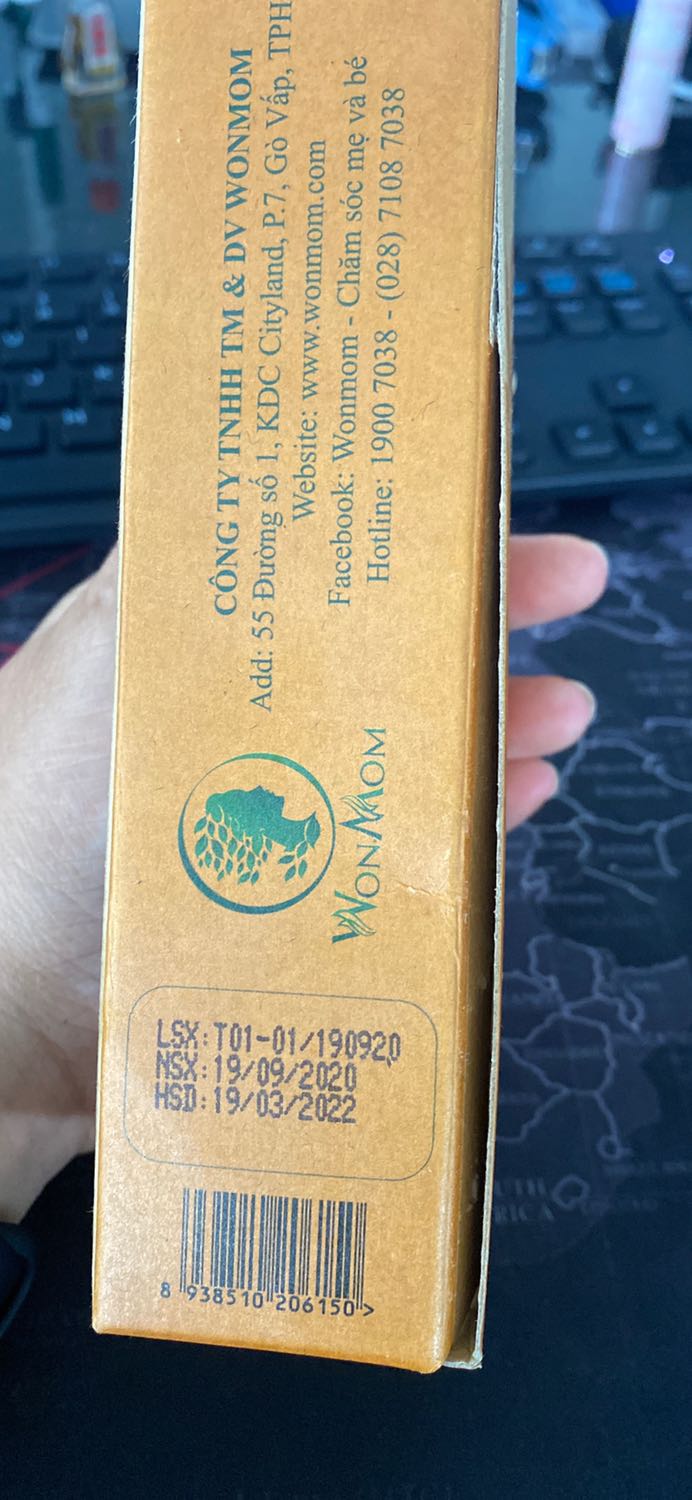 CÔNG TY TNHH TM & DV WONMOM
Add: 55 Đường số 1, KDC Cityland, P.7, Gò Vấp, TPH
Website: www.wonmom.com
Facebook: Wonmom - Chăm sóc mẹ và bé
Hotline: 1900 7038 - (028) 7108 7038
WONMOM
LSX:T01-01/190920
NSX:19/09/2020
HSD:19/03/2022
8 938510 206150 >